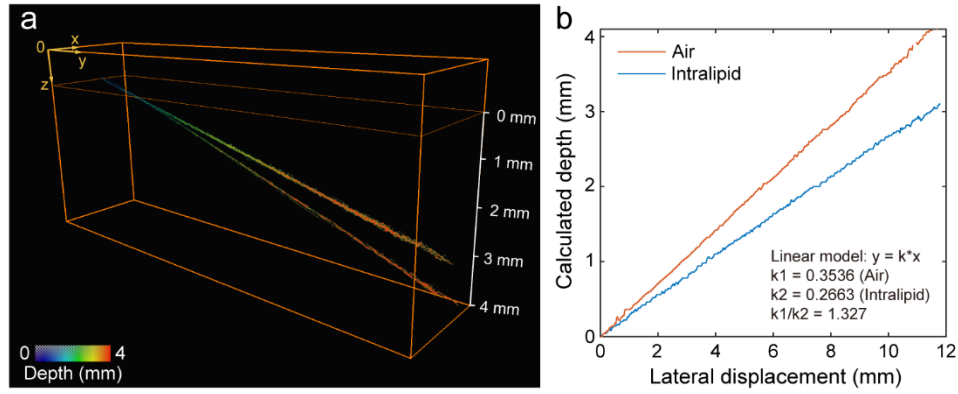 a
0
x
y
z
0 mm
1 mm
2 mm
3 mm
4 mm
0 4
Depth (mm)
b
Calculated depth (mm)
4
3
2
1
0
Air
Intralipid
Linear model: y = k*x
k1 = 0.3536 (Air)
k2 = 0.2663 (Intralipid)
k1/k2 = 1.327
0 2 4 6 8 10 12
Lateral displacement (mm)